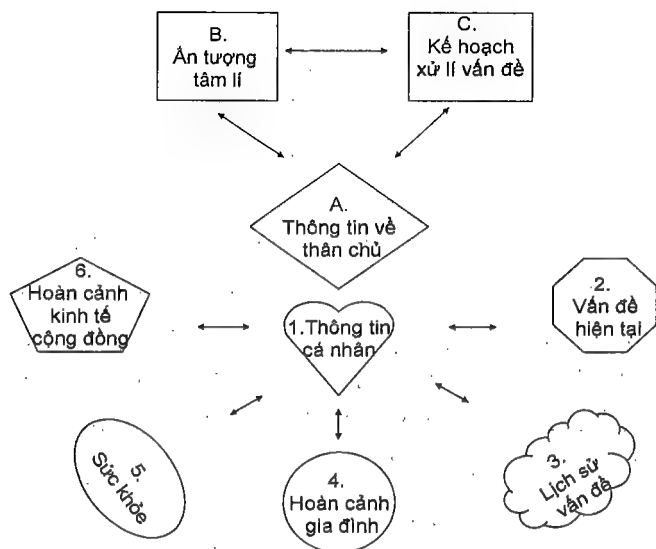 B.
Ấn tượng
tâm lí
C.
Kế hoạch
xử lí vấn đề
A.
Thông tin về
thân chủ
6.
Hoàn cảnh
kinh tế
cộng đồng
1.Thông tin
cá nhân
2.
Vấn đề
hiện tại
5.
Sức khỏe
4.
Hoàn cảnh
gia đình
3.
Lịch sử
vấn đề